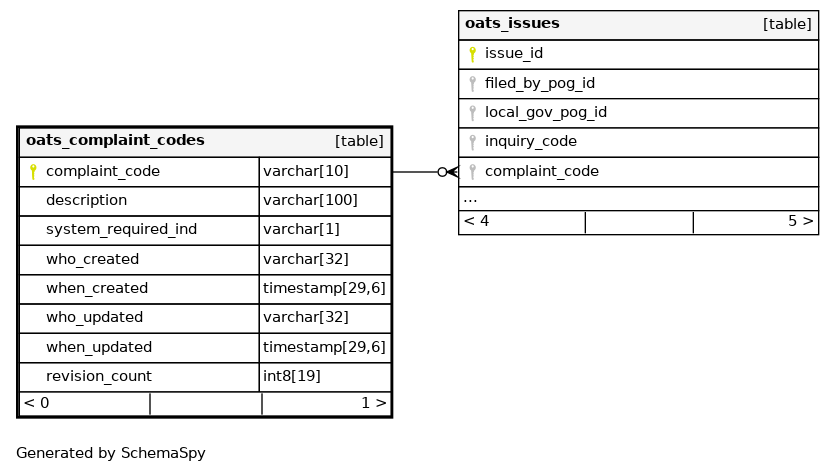 oats_issues [table]
issue_id
filed_by_pog_id
local_gov_pog_id
inquiry_code
complaint_code
...
< 4 5 >
oats_complaint_codes [table]
complaint_code varchar[10]
description varchar[100]
system_required_ind varchar[1]
who_created varchar[32]
when_created timestamp[29,6]
who_updated varchar[32]
when_updated timestamp[29,6]
revision_count int8[19]
< 0 1 >
Generated by SchemaSpy